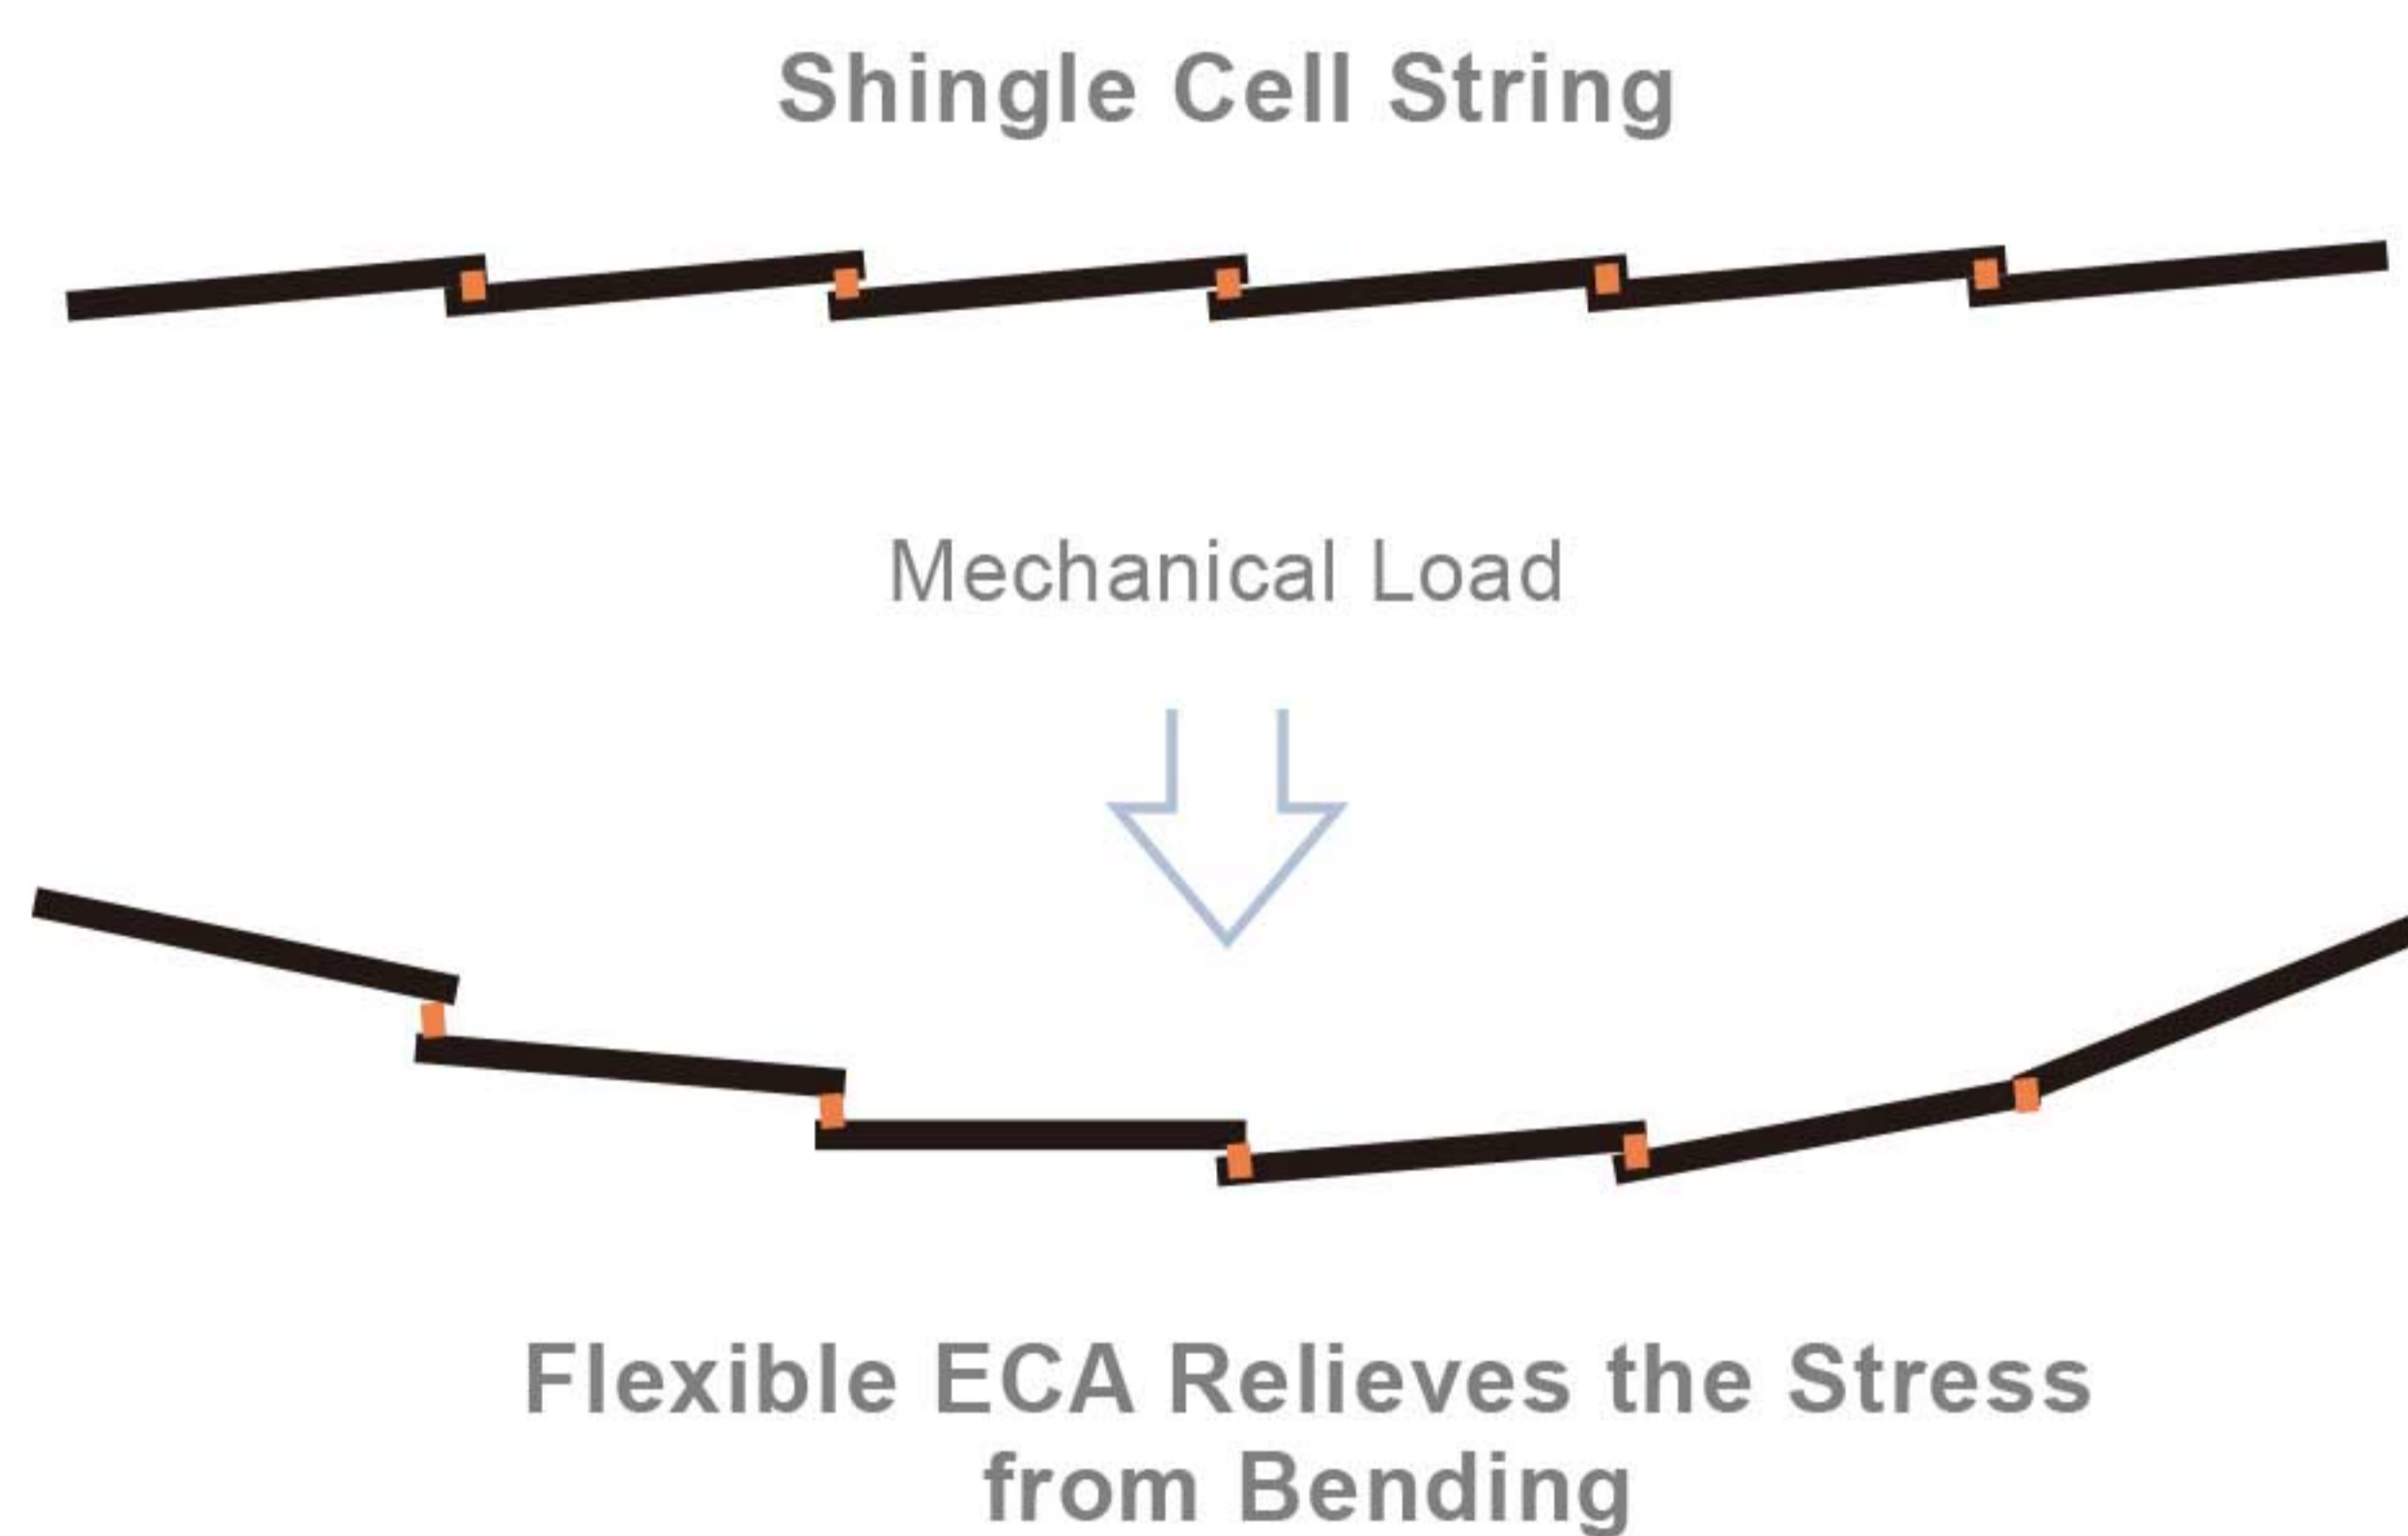 Shingle Cell String
Mechanical Load
Flexible ECA Relieves the Stress
from Bending